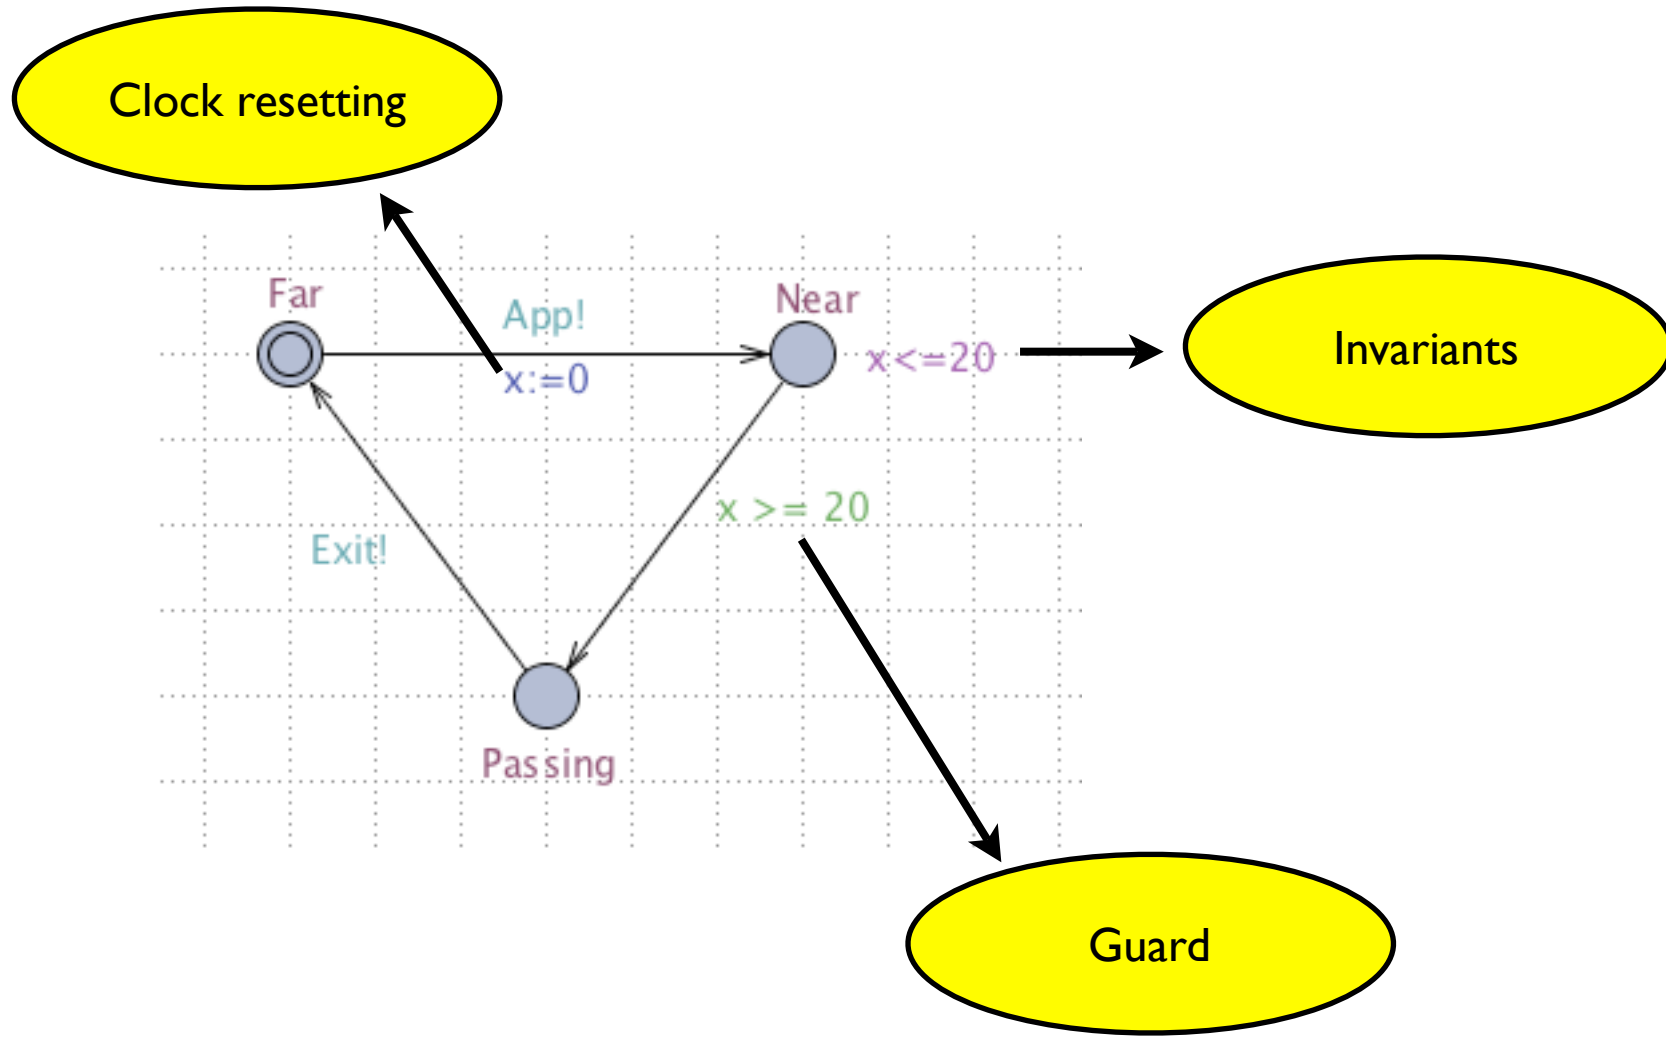 Clock resetting
Far
App!
Near
x:=0
x<=20
Invariants
x >= 20
Exit!
Passing
Guard